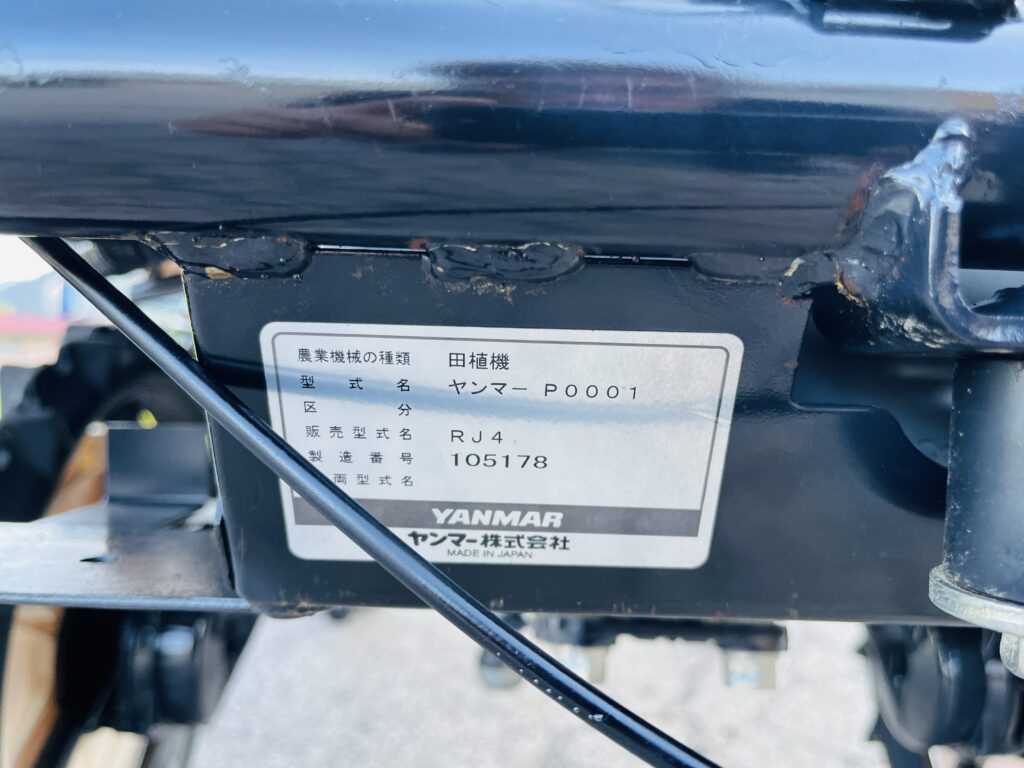 農業機械の種類 田植機
型式名 ヤンマー P0001
区分
販売型式名 RJ4
製造番号 105178
両型式名
YANMAR
ヤンマー株式会社
MADE IN JAPAN